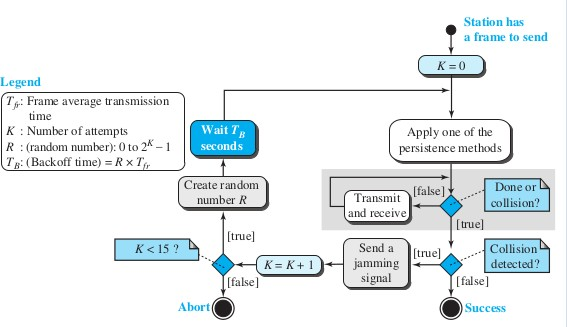 Station has
a frame to send
K = 0
Legend
T_fr: Frame average transmission
time
K : Number of attempts
R : (random number): 0 to 2^K – 1
T_B: (Backoff time) = R × T_fr
Wait T_B
seconds
Apply one of the
persistence methods
Create random
number R
[false]
Transmit
and receive
Done or
collision?
[true]
[true]
K < 15 ?
K = K + 1
Send a
jamming
signal
[true]
Collision
detected?
[false]
[false]
Abort
Success